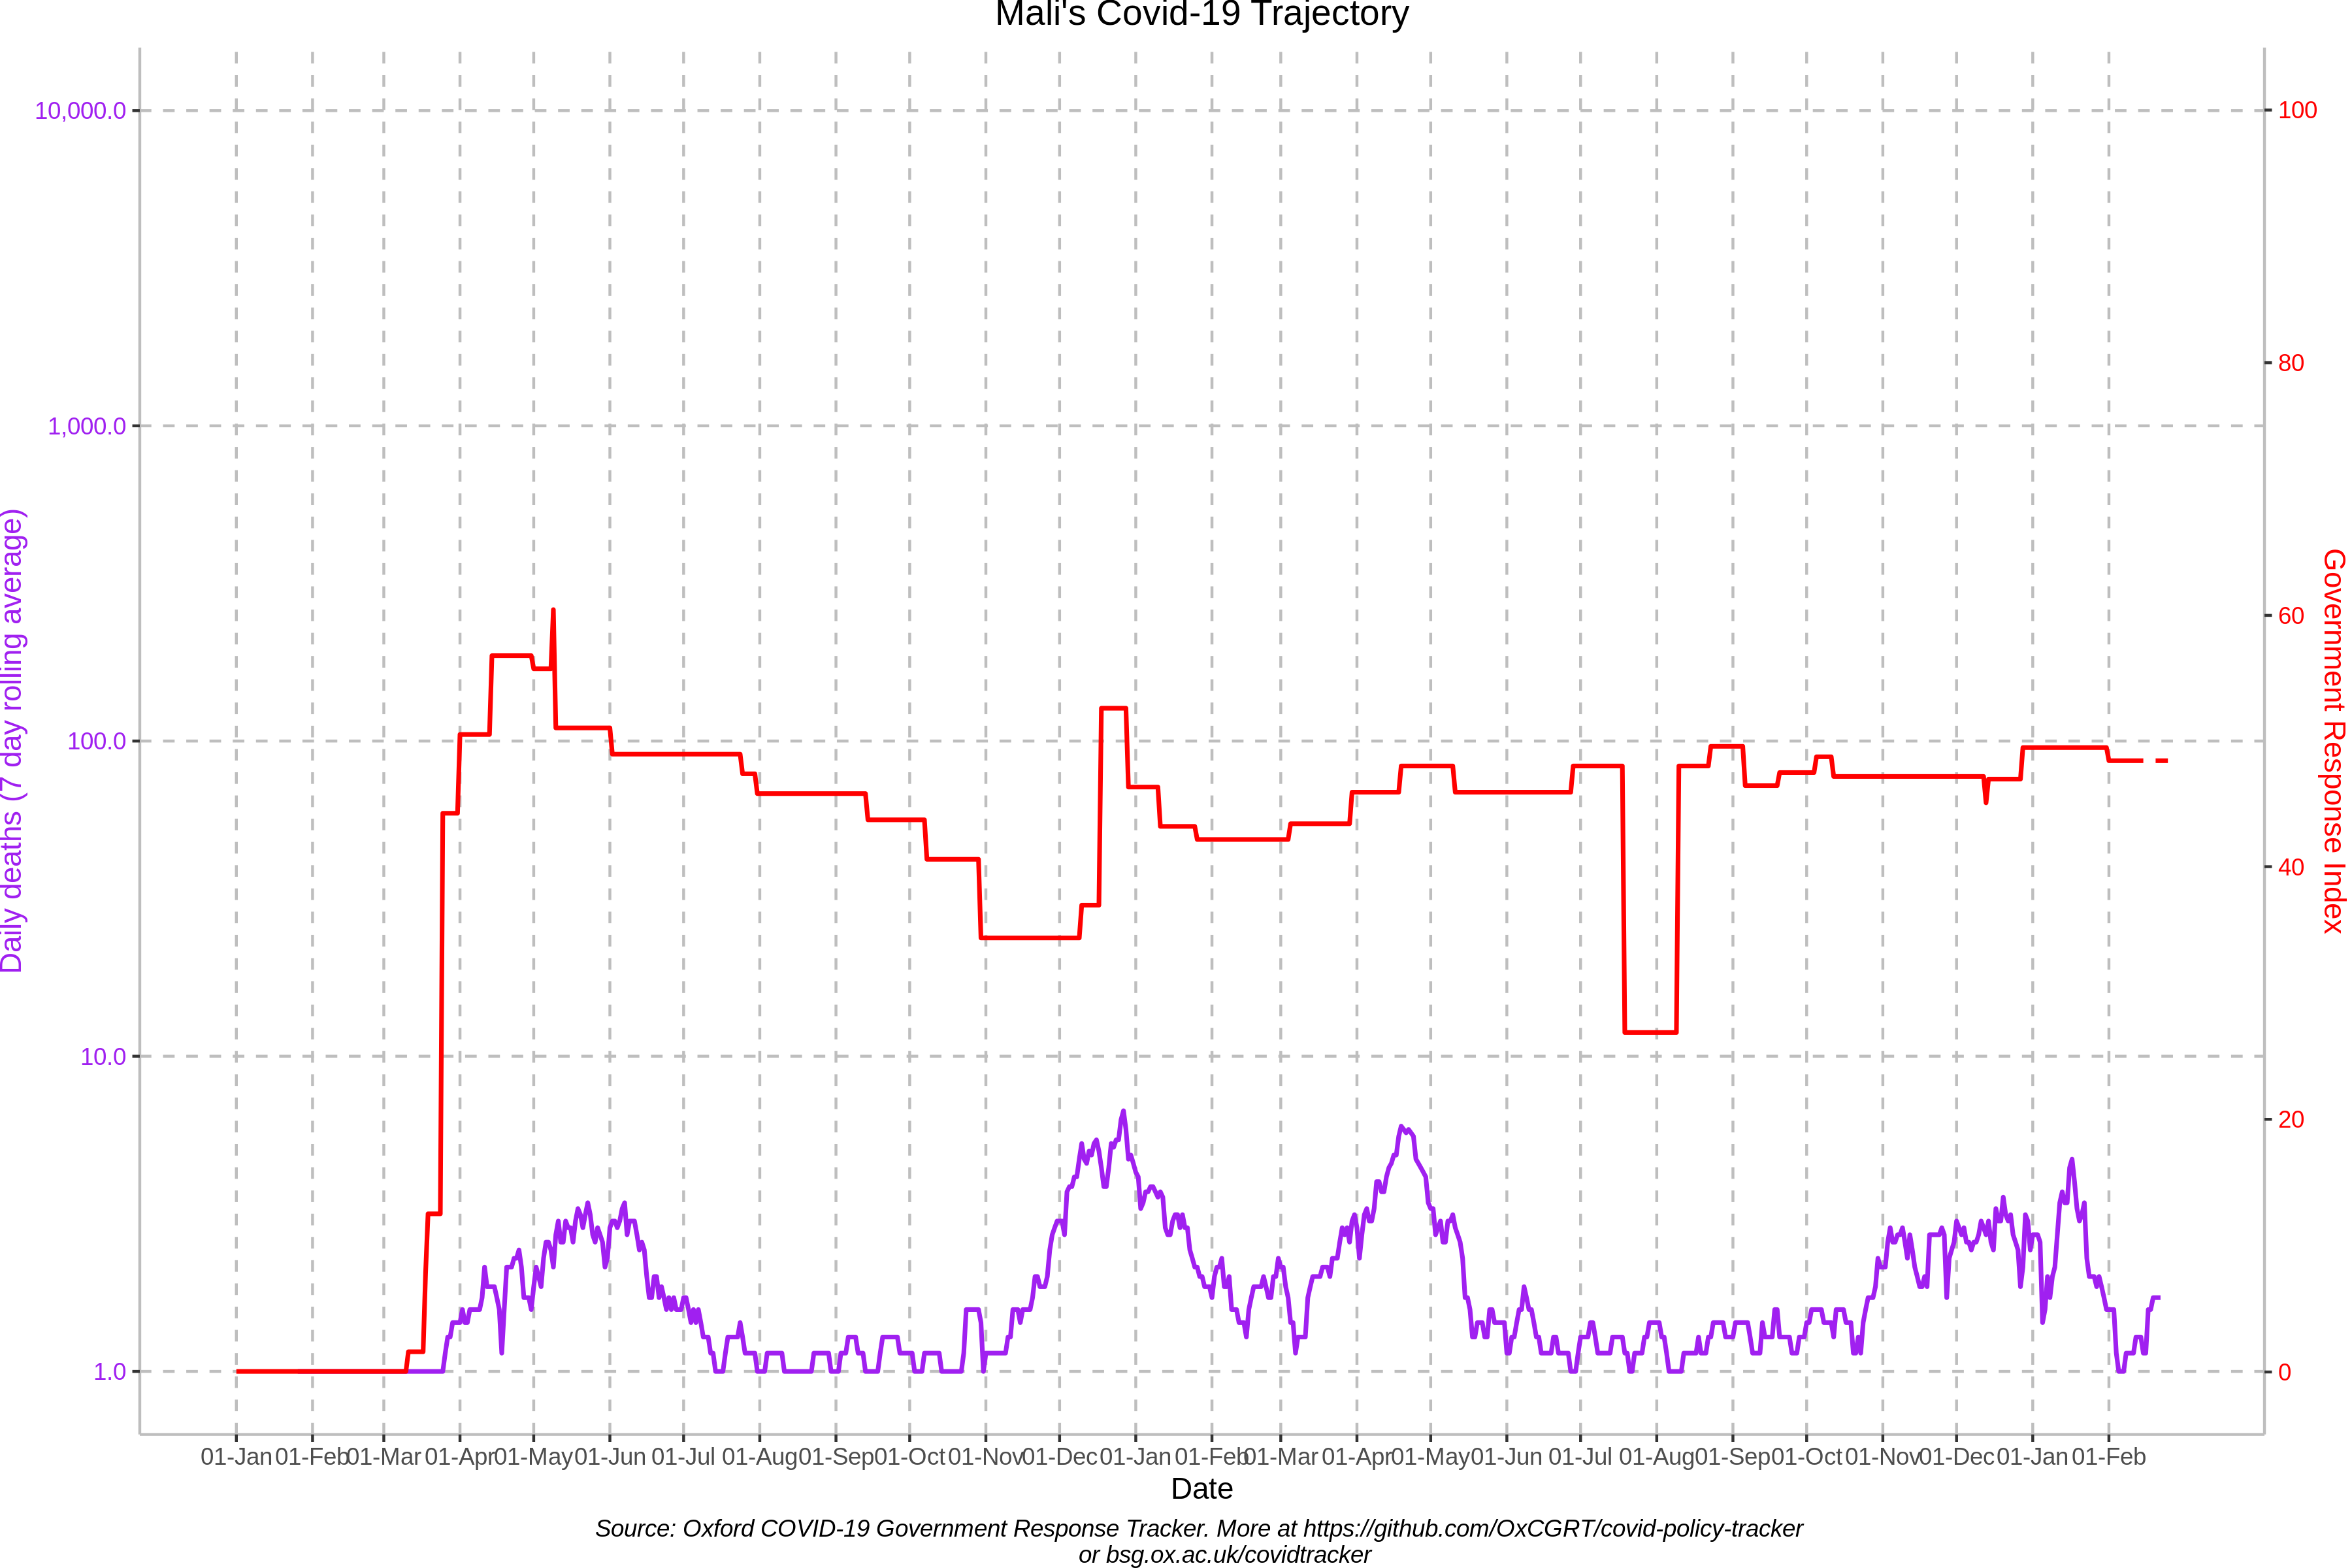 Mali's Covid-19 Trajectory
10,000.0
1,000.0
100.0
10.0
1.0
Daily deaths (7 day rolling average)
100
80
60
40
20
0
Government Response Index
01-Jan 01-Feb 01-Mar 01-Apr 01-May 01-Jun 01-Jul 01-Aug 01-Sep 01-Oct 01-Nov 01-Dec 01-Jan 01-Feb 01-Mar 01-Apr 01-May 01-Jun 01-Jul 01-Aug 01-Sep 01-Oct 01-Nov 01-Dec 01-Jan 01-Feb
Date
Source: Oxford COVID-19 Government Response Tracker. More at https://github.com/OxCGRT/covid-policy-tracker
or bsg.ox.ac.uk/covidtracker